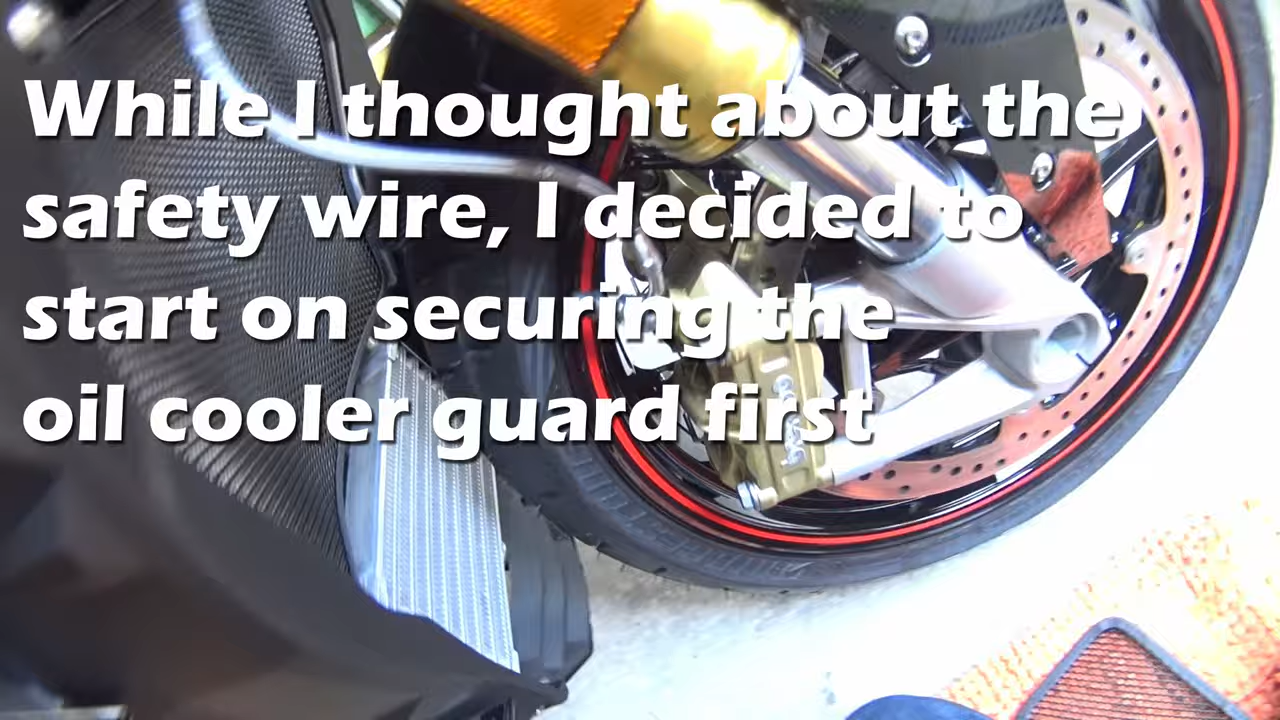 While I thought about the
safety wire, I decided to
start on securing the
oil cooler guard first